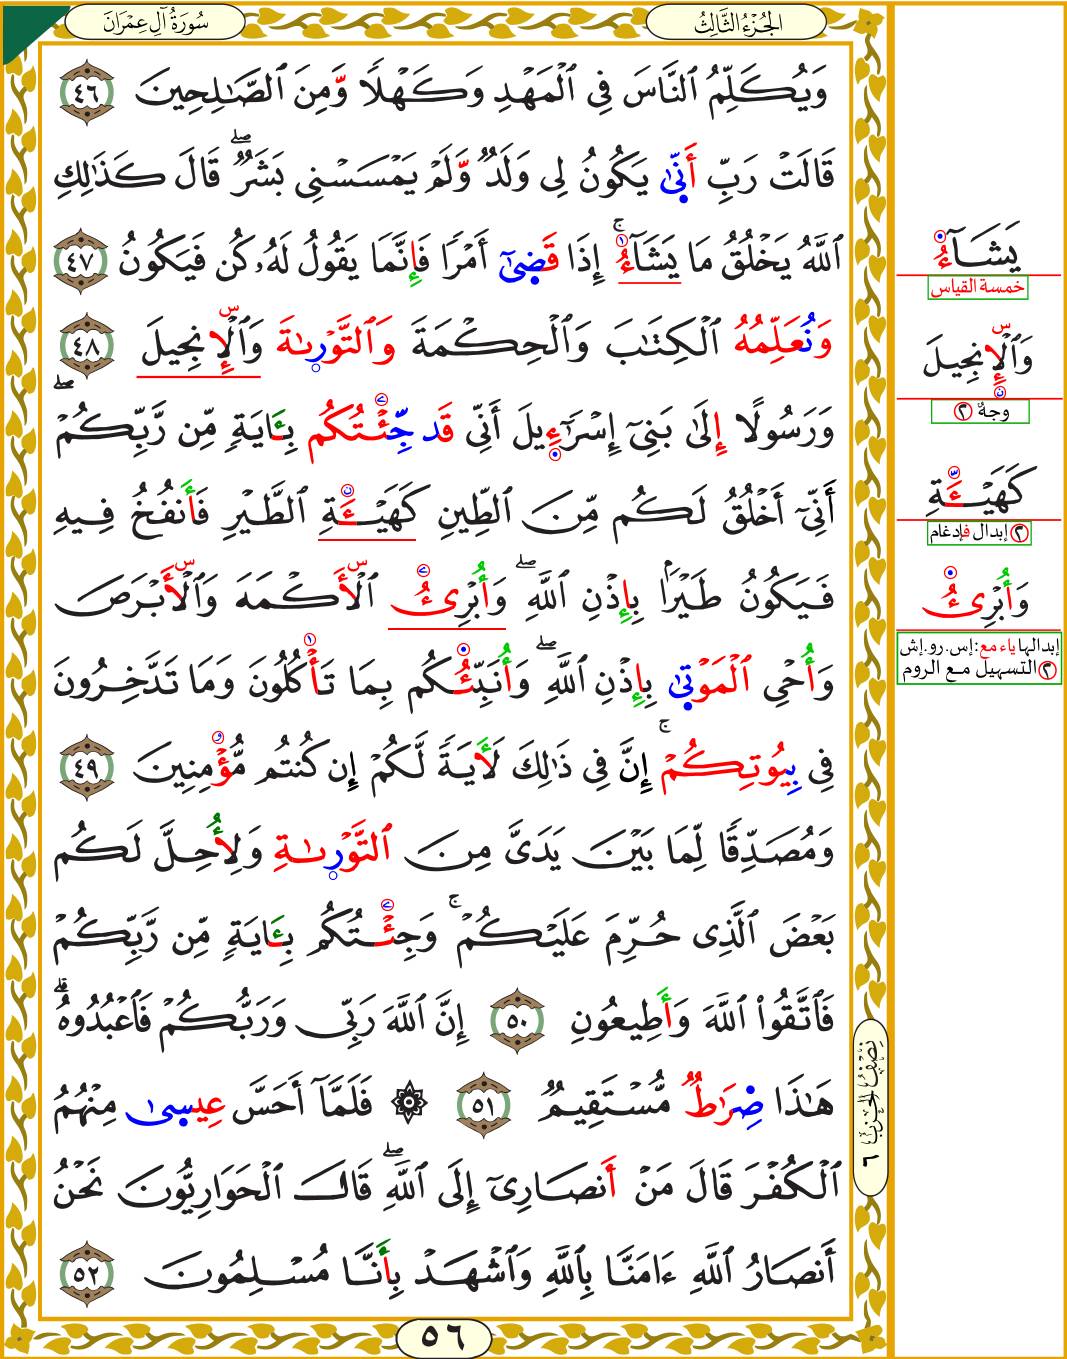 سُورَةُ آلِ عِمْرَانَ
الجُزْءُ الثَّالِثُ
وَيُكَلِّمُ ٱلنَّاسَ فِي ٱلۡمَهۡدِ وَكَهۡلٗا وَّمِنَ ٱلصَّٰلِحِينَ ٤٦
قَالَتۡ رَبِّ أَنّٜىٰ يَكُونُ لِي وَلَدٞ وَّلَمۡ يَمۡسَسۡنِي بَشَرٞۖ قَالَ كَذَٰلِكِ
ٱللَّهُ يَخۡلُقُ مَا يَشَآءُۚ إِذَا قَضٜىٰٓ أَمۡرٗا فَإِنَّمَا يَقُولُ لَهُۥ كُن فَيَكُونُ ٤٧
وَنُعَلِّمُهُ ٱلۡكِتَٰبَ وَٱلۡحِكۡمَةَ وَٱلتَّوۡرٜىٰةَ وَٱلۡإِنجِيلَ ٤٨
وَرَسُولًا إِلَىٰ بَنِيٓ إِسۡرَـٰٓءِيلَ أَنِّي قَد جِّئۡتُكُم بِـَٔايَةٖ مِّن رَّبِّكُمۡۖ
أَنِّيٓ أَخۡلُقُ لَكُم مِّنَ ٱلطِّينِ كَهَيۡـَٔةِ ٱلطَّيۡرِ فَأَنفُخُ فِيهِ
فَيَكُونُ طَيۡرَۢا بِإِذۡنِ ٱللَّهِۖ وَأُبۡرِئُ ٱلۡأَكۡمَهَ وَٱلۡأَبۡرَصَ
وَأُحۡيِ ٱلۡمَوۡتٜىٰ بِإِذۡنِ ٱللَّهِۖ وَأُنَبِّئُكُم بِمَا تَأۡكُلُونَ وَمَا تَدَّخِرُونَ
فِي بِيُوتِكُمۡۚ إِنَّ فِي ذَٰلِكَ لَأٓيَةٗ لَّكُمۡ إِن كُنتُم مُّؤۡمِنِينَ ٤٩
وَمُصَدِّقٗا لِّمَا بَيۡنَ يَدَيَّ مِنَ ٱلتَّوۡرٜىٰةِ وَلِأُحِلَّ لَكُم
بَعۡضَ ٱلَّذِي حُرِّمَ عَلَيۡكُمۡۚ وَجِئۡتُكُم بِـَٔايَةٖ مِّن رَّبِّكُمۡ
فَٱتَّقُواْ ٱللَّهَ وَأَطِيعُونِ ٥٠ إِنَّ ٱللَّهَ رَبِّي وَرَبُّكُمۡ فَٱعۡبُدُوهُۗ
هَٰذَا صِرَٰطٞ مُّسۡتَقِيمٞ ٥١ ۞ فَلَمَّآ أَحَسَّ عِيسٜىٰ مِنۡهُمُ
ٱلۡكُفۡرَ قَالَ مَنۡ أَنصَارِيٓ إِلَى ٱللَّهِۖ قَالَ ٱلۡحَوَارِيُّونَ نَحۡنُ
أَنصَارُ ٱللَّهِ ءَامَنَّا بِٱللَّهِ وَٱشۡهَدۡ بِأَنَّا مُسۡلِمُونَ ٥٢
٥٦
يَشَآءُ
خمسة القياس
وَٱلۡإِنجِيلَ
وجهٌ ٢
كَهَيۡـَٔةِ
٢ إبدال فإدغام
وَأُبۡرِئُ
إبدالها ياء مع: إس. رو. إش
٢ التسهيل مع الروم
نِصْفُ الحِزْبِ ٦